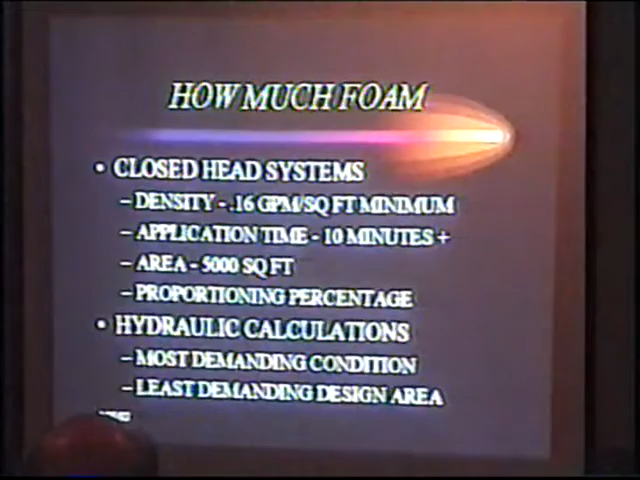 HOW MUCH FOAM
• CLOSED HEAD SYSTEMS
– DENSITY - .16 GPM/SQ FT MINIMUM
– APPLICATION TIME - 10 MINUTES +
– AREA - 5000 SQ FT
– PROPORTIONING PERCENTAGE
• HYDRAULIC CALCULATIONS
– MOST DEMANDING CONDITION
– LEAST DEMANDING DESIGN AREA